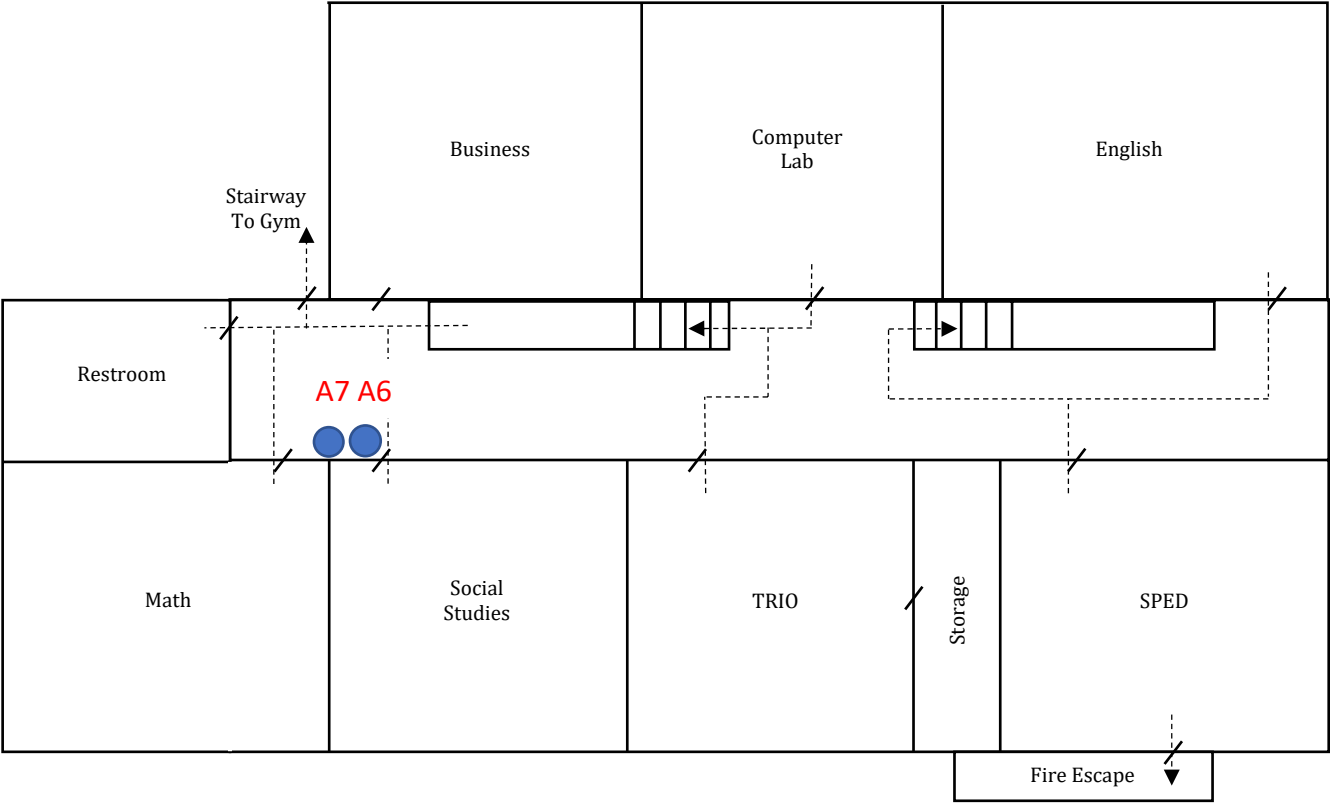 Business
Computer
Lab
English
Stairway
To Gym
Restroom
A7 A6
Math
Social
Studies
TRIO
Storage
SPED
Fire Escape